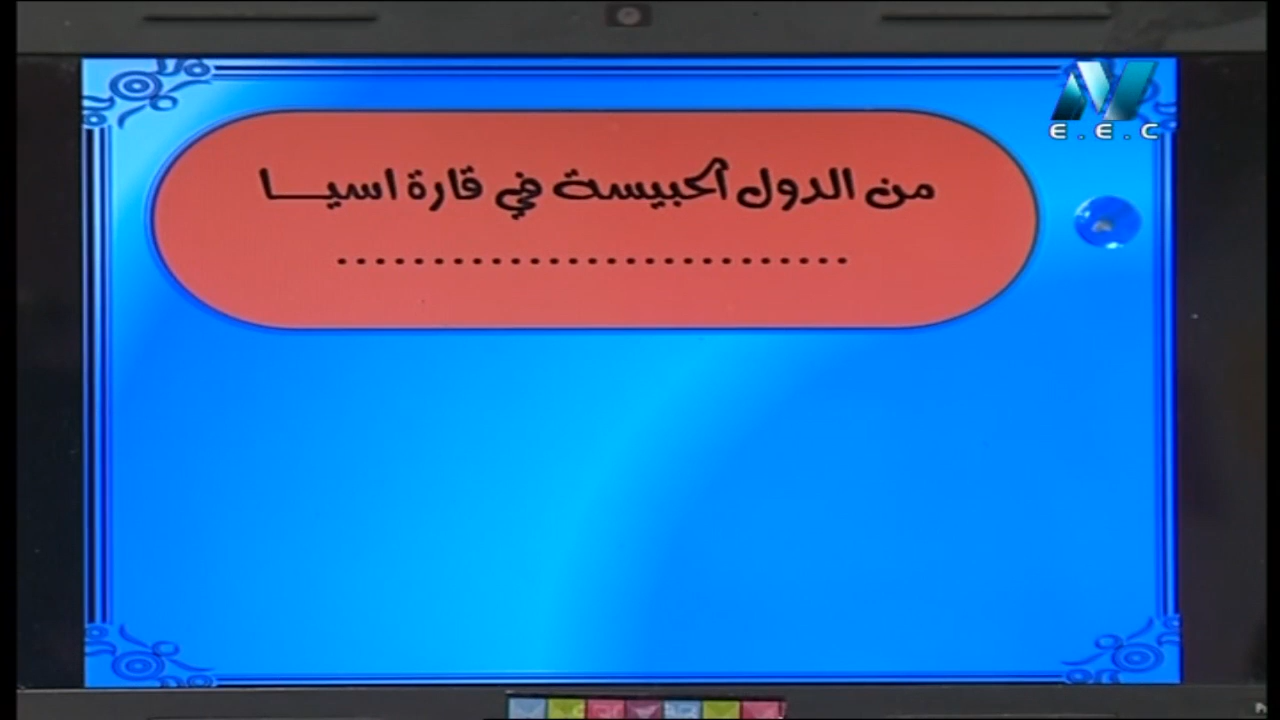 من الدول الحبيسة في قارة اسيـــا
...........................
E.E.C